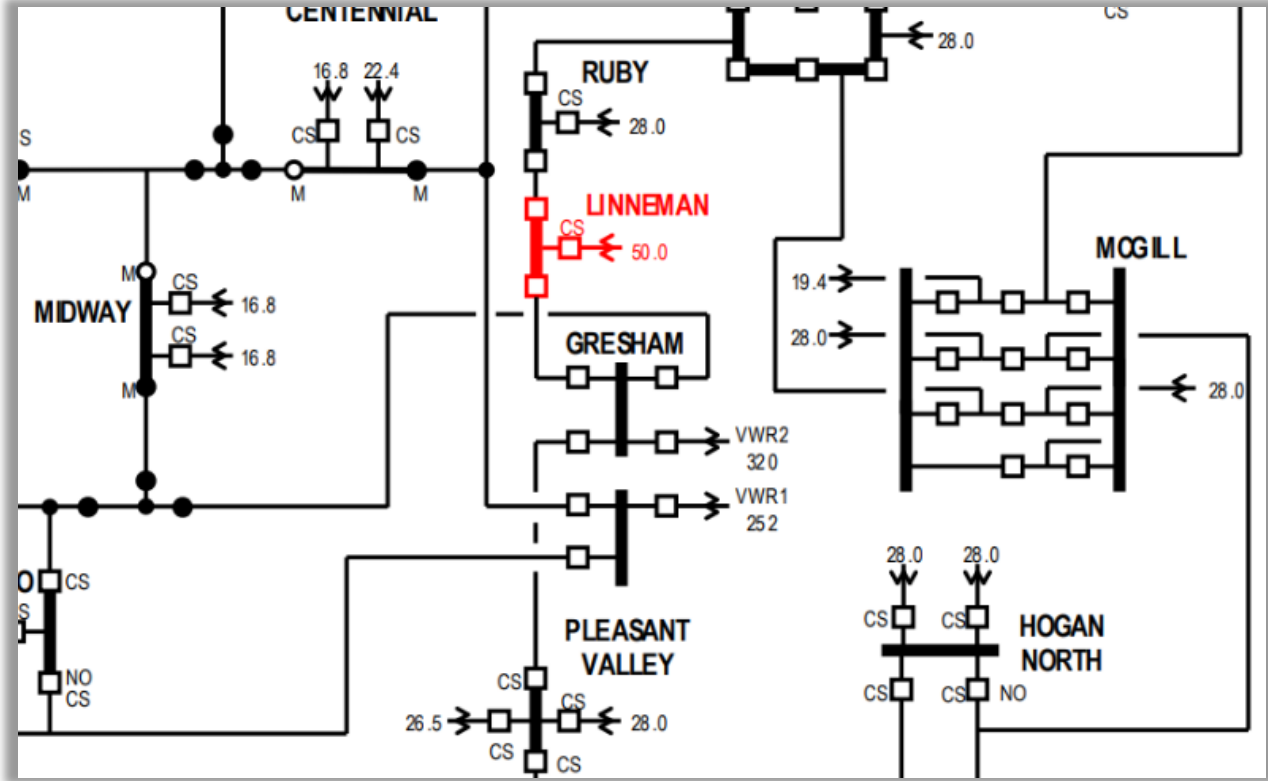 CENTENNIAL
CS
28.0
RUBY
CS
28.0
16.8 22.4
CS CS
S
M
M M
LINNEMAN
CS
50.0
M
CS
16.8
MIDWAY
CS
16.8
M
MCGILL
19.4
28.0
28.0
GRESHAM
VWR2
320
VWR1
252
O CS
S
NO
CS
PLEASANT
VALLEY
CS
CS
26.5 28.0
CS
CS
28.0 28.0
CS CS
HOGAN
NORTH
CS CS NO